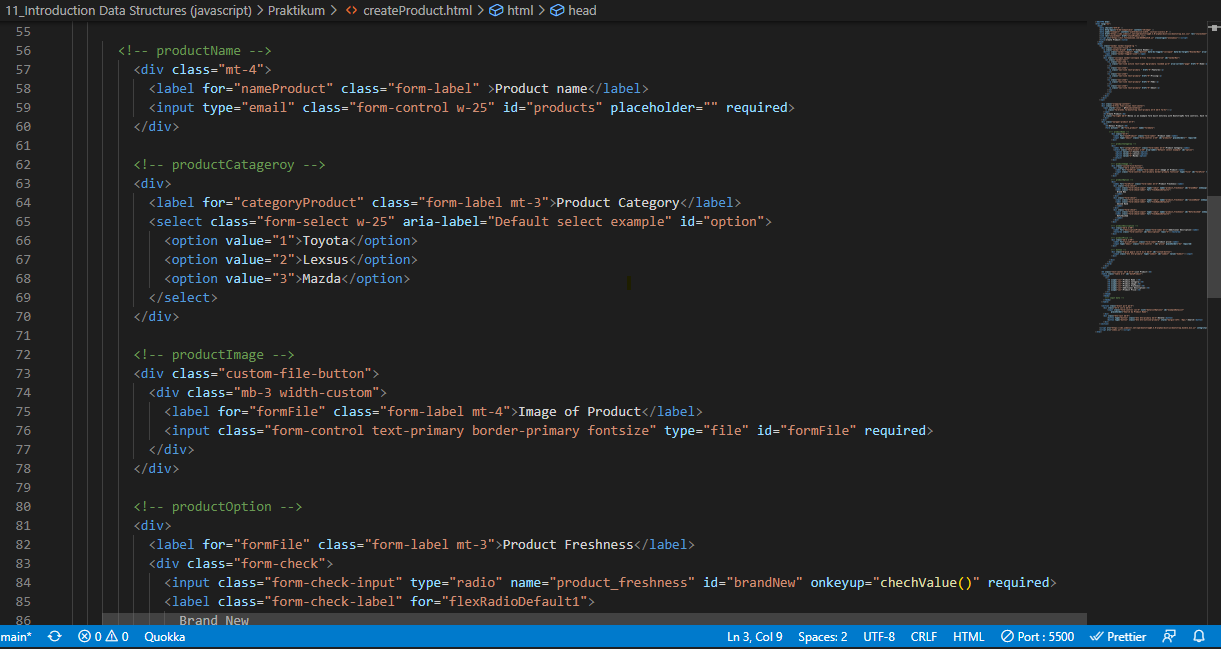 11_Introduction Data Structures (javascript) > Praktikum > <> createProduct.html > html > head
55
56 <!-- productName -->
57 <div class="mt-4">
58 <label for="nameProduct" class="form-label" >Product name</label>
59 <input type="email" class="form-control w-25" id="products" placeholder="" required>
60 </div>
61
62 <!-- productCatageroy -->
63 <div>
64 <label for="categoryProduct" class="form-label mt-3">Product Category</label>
65 <select class="form-select w-25" aria-label="Default select example" id="option">
66 <option value="1">Toyota</option>
67 <option value="2">Lexsus</option>
68 <option value="3">Mazda</option>
69 </select>
70 </div>
71
72 <!-- productImage -->
73 <div class="custom-file-button">
74 <div class="mb-3 width-custom">
75 <label for="formFile" class="form-label mt-4">Image of Product</label>
76 <input class="form-control text-primary border-primary fontsize" type="file" id="formFile" required>
77 </div>
78 </div>
79
80 <!-- productOption -->
81 <div>
82 <label for="formFile" class="form-label mt-3">Product Freshness</label>
83 <div class="form-check">
84 <input class="form-check-input" type="radio" name="product_freshness" id="brandNew" onkeyup="chechValue()" required>
85 <label class="form-check-label" for="flexRadioDefault1">
86 Brand New
main* 0 0 Quokka Ln 3, Col 9 Spaces: 2 UTF-8 CRLF HTML Port : 5500 Prettier